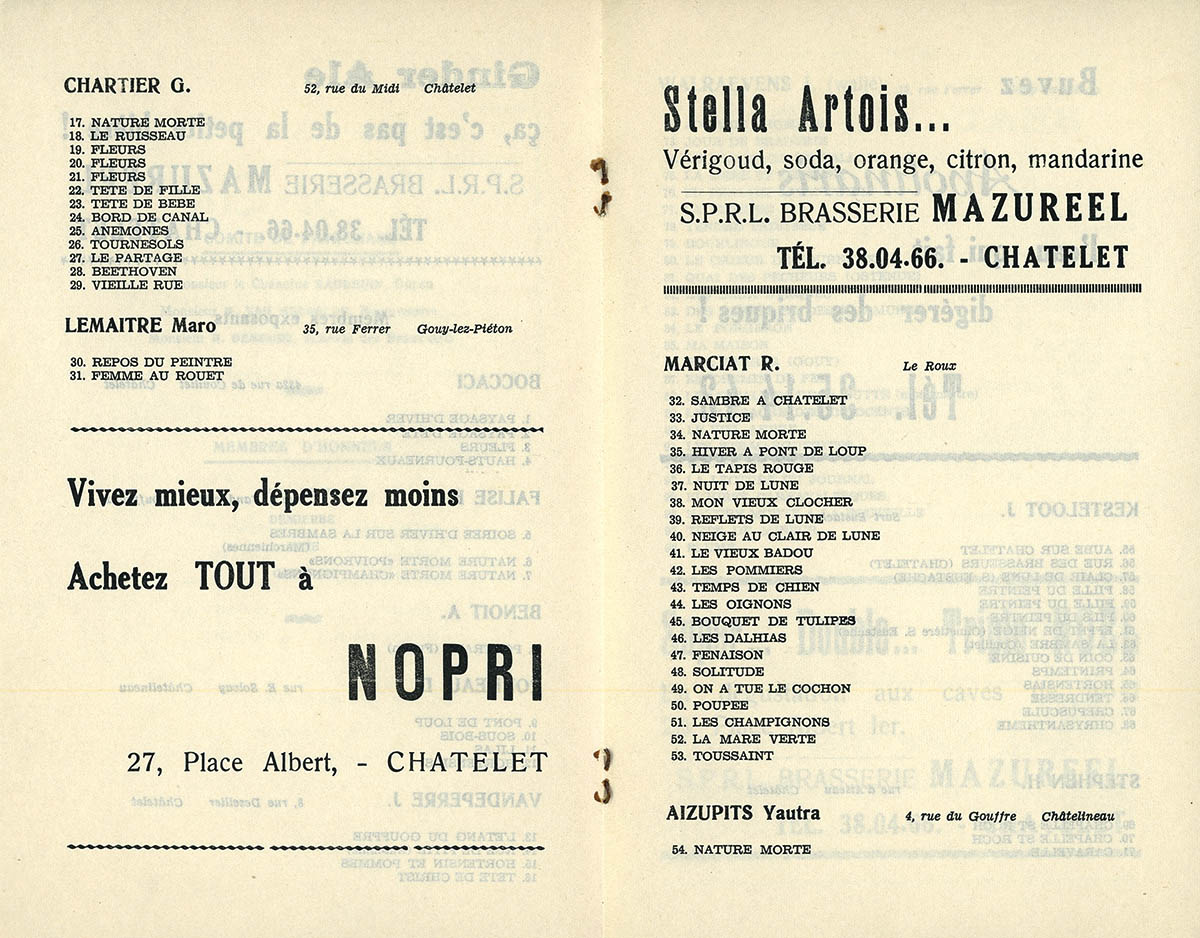 CHARTIER G. 52, rue du Midi Châtelet
17. NATURE MORTE
18. LE RUISSEAU
19. FLEURS
20. FLEURS
21. FLEURS
22. TETE DE FILLE
23. TETE DE BEBE
24. BORD DE CANAL
25. ANEMONES
26. TOURNESOLS
27. LE PARTAGE
28. BEETHOVEN
29. VIEILLE RUE
LEMAITRE Maro 35, rue Ferrer Gouy-lez-Piéton
30. REPOS DU PEINTRE
31. FEMME AU ROUET
Vivez mieux, dépensez moins
Achetez TOUT à
NOPRI
27, Place Albert, - CHATELET
Stella Artois...
Vérigoud, soda, orange, citron, mandarine
S.P.R.L. BRASSERIE MAZUREEL
TÉL. 38.04.66. - CHATELET
MARCIAT R. Le Roux
32. SAMBRE A CHATELET
33. JUSTICE
34. NATURE MORTE
35. HIVER A PONT DE LOUP
36. LE TAPIS ROUGE
37. NUIT DE LUNE
38. MON VIEUX CLOCHER
39. REFLETS DE LUNE
40. NEIGE AU CLAIR DE LUNE
41. LE VIEUX BADOU
42. LES POMMIERS
43. TEMPS DE CHIEN
44. LES OIGNONS
45. BOUQUET DE TULIPES
46. LES DALHIAS
47. FENAISON
48. SOLITUDE
49. ON A TUE LE COCHON
50. POUPEE
51. LES CHAMPIGNONS
52. LA MARE VERTE
53. TOUSSAINT
AIZUPITS Yautra 4, rue du Gouffre Châtelineau
54. NATURE MORTE